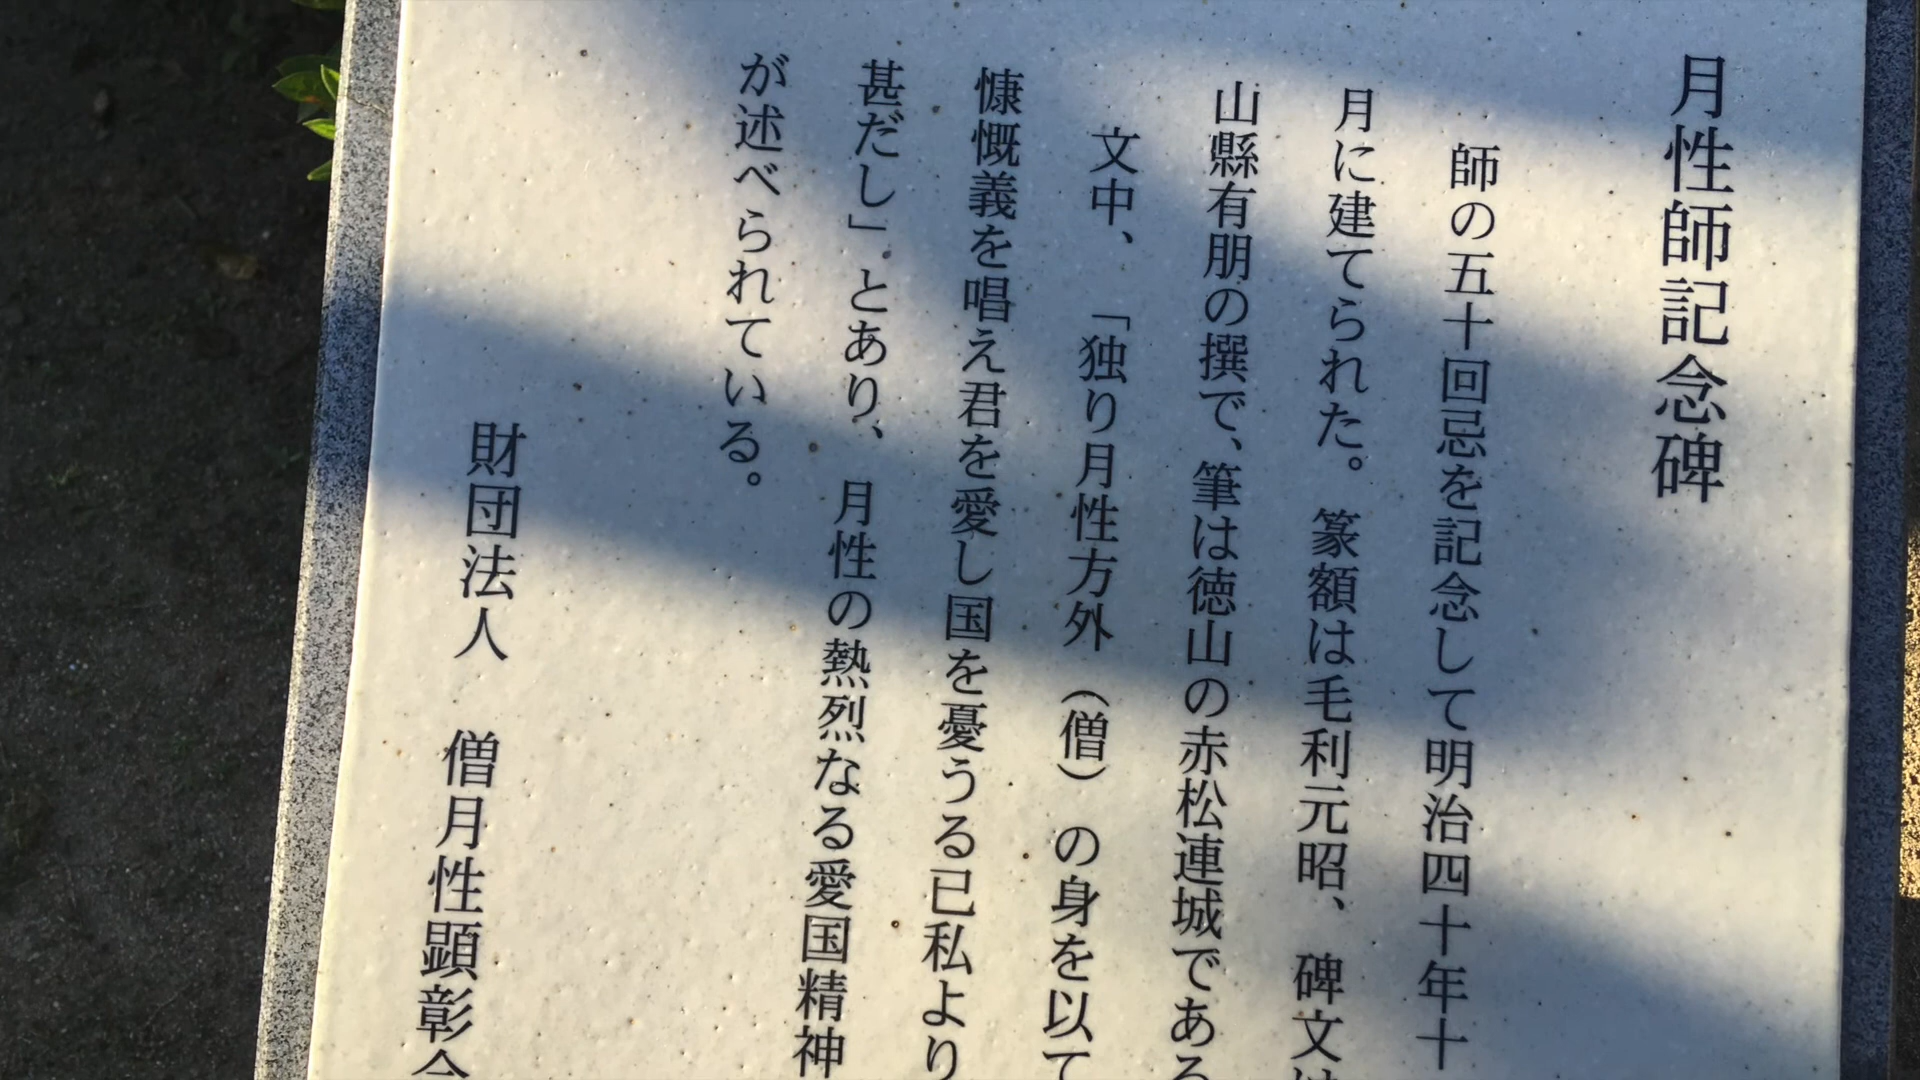 月性師記念碑
師の五十回忌を記念して明治四十年十
月に建てられた。篆額は毛利元昭、碑文は
山縣有朋の撰で、筆は徳山の赤松連城である
文中、「独り月性方外（僧）の身を以て
慷慨義を唱え君を愛し国を憂うる已私より
甚だし」とあり、月性の熱烈なる愛国精神
が述べられている。
財団法人　僧月性顕彰会